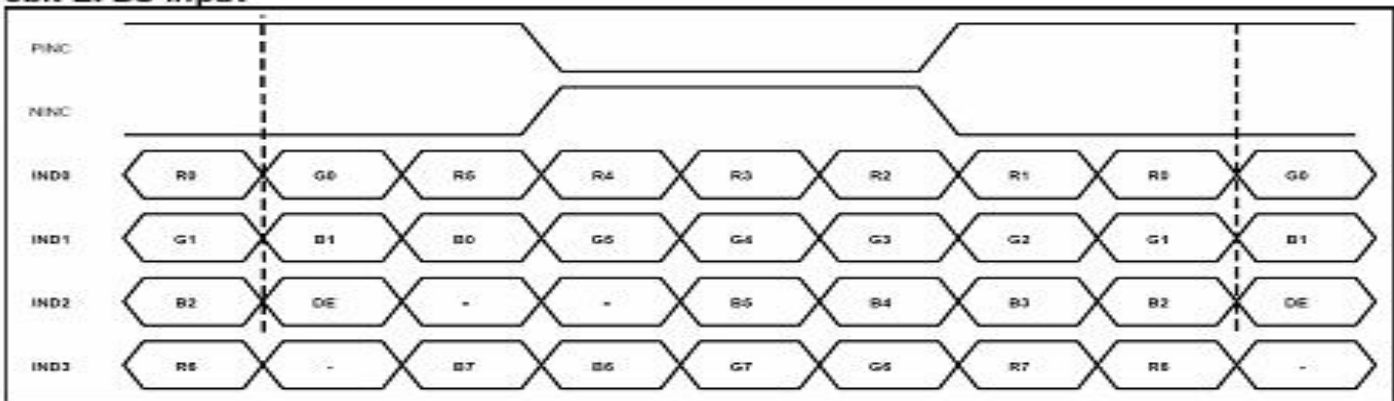 PINC
NINC
IND0 R0 G0 R5 R4 R3 R2 R1 R0 G0
IND1 G1 B1 B0 G5 G4 G3 G2 G1 B1
IND2 B2 DE - - B5 B4 B3 B2 DE
IND3 R6 - B7 B6 G7 G6 R7 R6 -